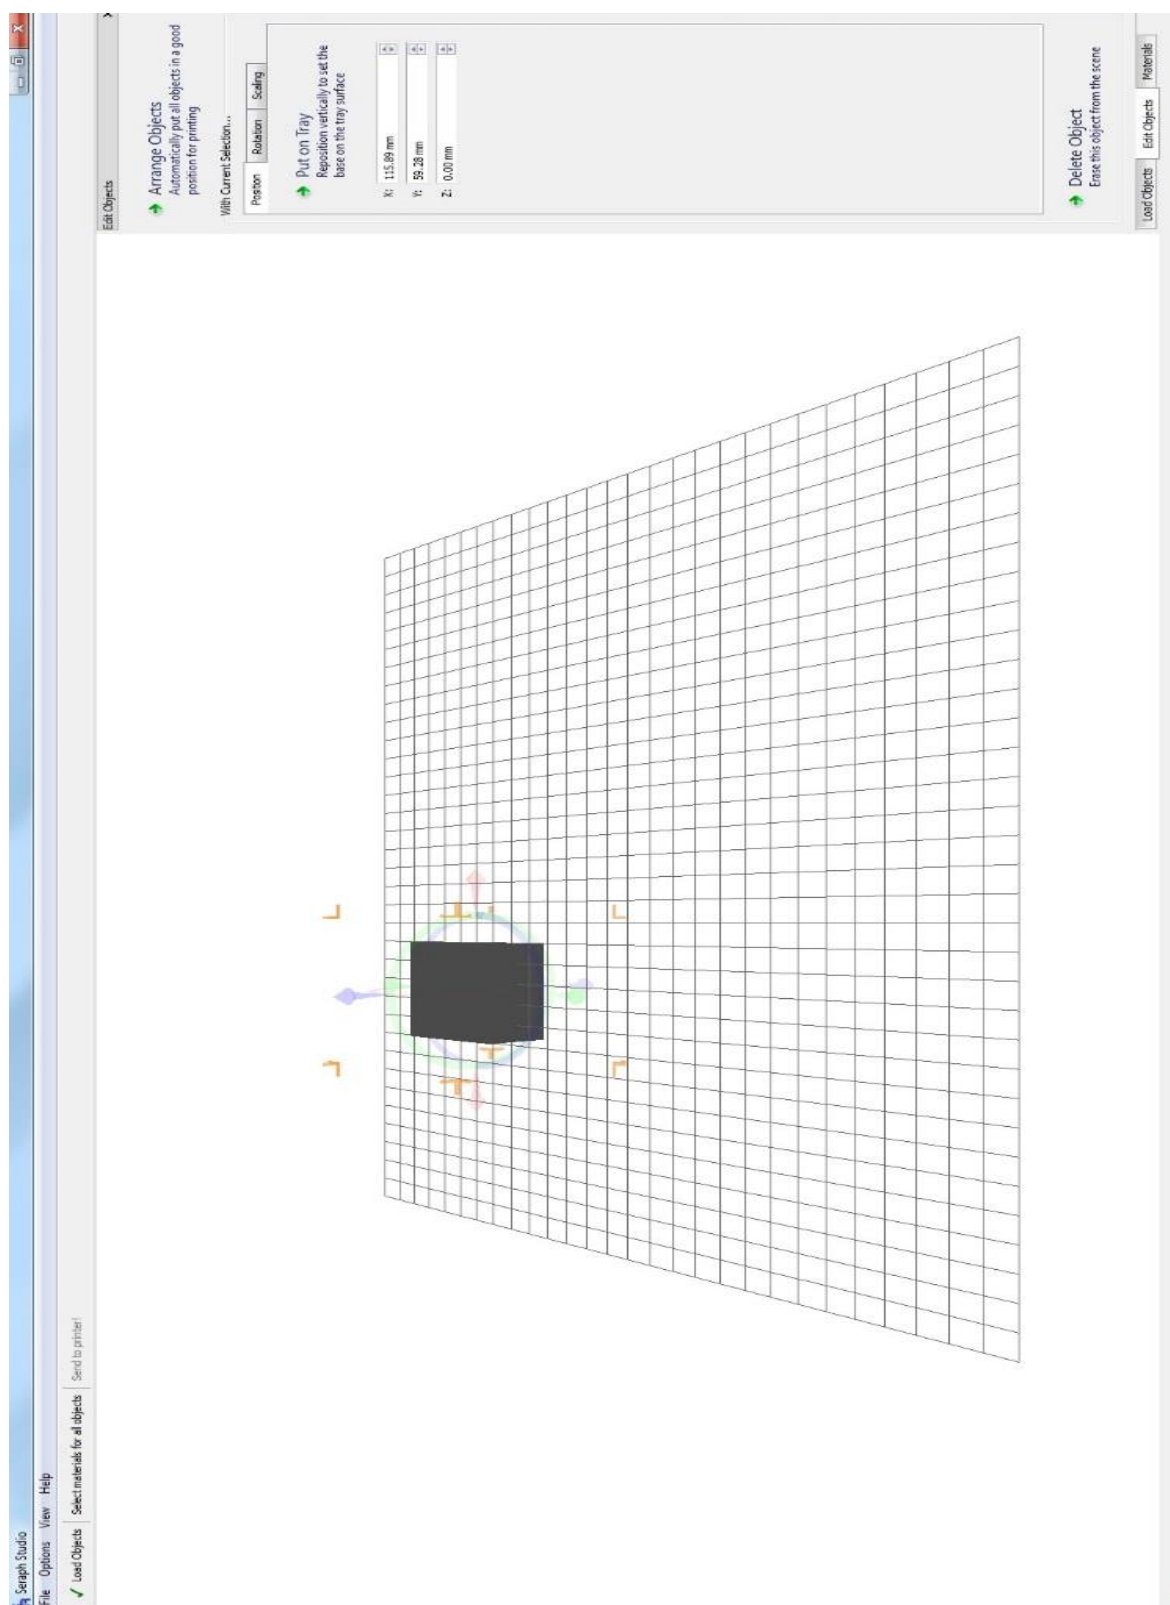 Seraph Studio
File Options View Help
✓ Load Objects Select materials for all objects Send to printer!
Edit Objects X
Arrange Objects
Automatically put all objects in a good
position for printing
With Current Selection...
Position Rotation Scaling
Put on Tray
Reposition vertically to set the
base on the tray surface
X: 115.89 mm
Y: 59.28 mm
Z: 0.00 mm
Delete Object
Erase this object from the scene
Load Objects Edit Objects Materials